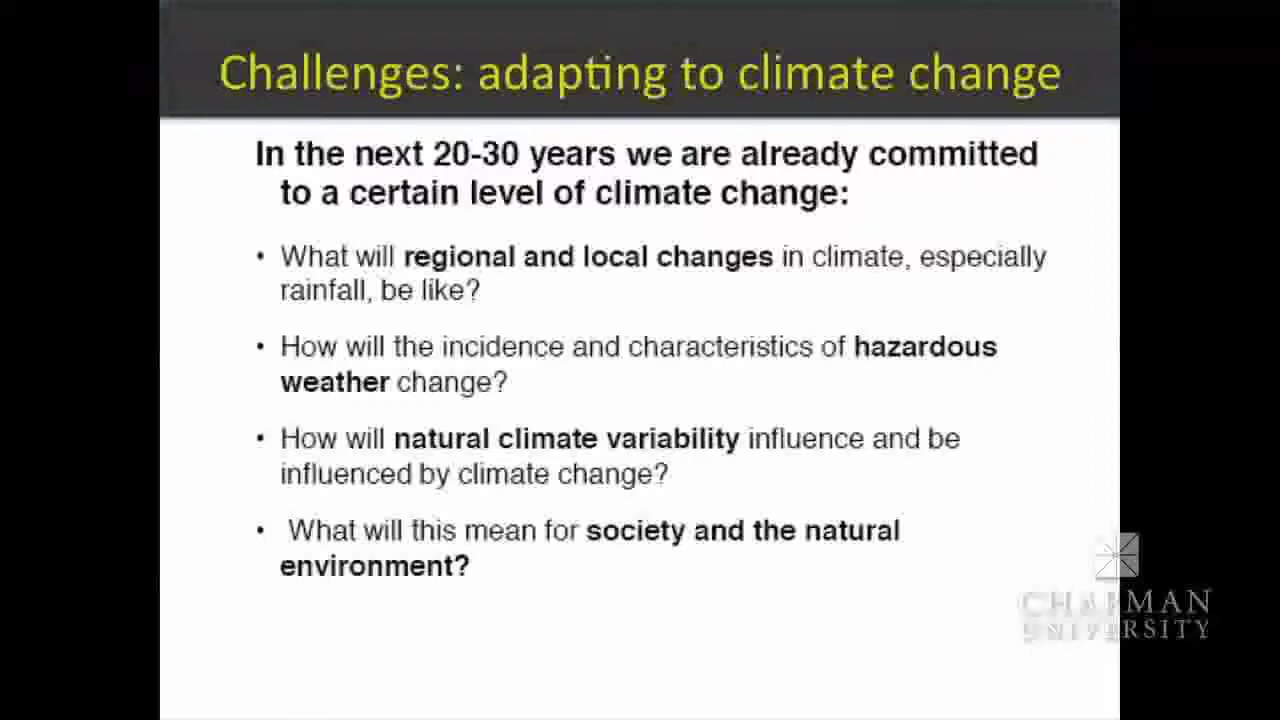 Challenges: adapting to climate change
In the next 20-30 years we are already committed
to a certain level of climate change:
• What will regional and local changes in climate, especially
rainfall, be like?
• How will the incidence and characteristics of hazardous
weather change?
• How will natural climate variability influence and be
influenced by climate change?
• What will this mean for society and the natural
environment?
CHAPMAN
UNIVERSITY